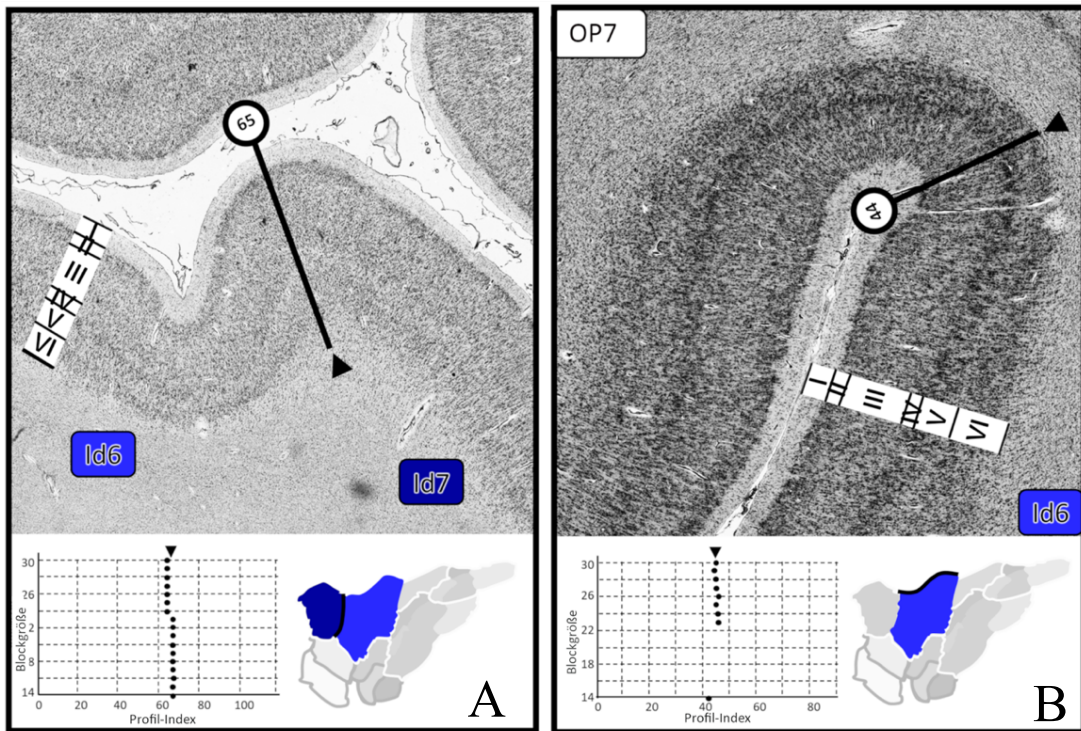 65
I
II
III
IV
V
VI
Id6
Id7
30
26
2
8
14
Blockgröße
0 20 40 60 80 100
Profil-Index
A
OP7
44
I
II
III
IV
V
VI
Id6
30
26
22
18
14
Blockgröße
0 20 40 60 80
Profil-Index
B